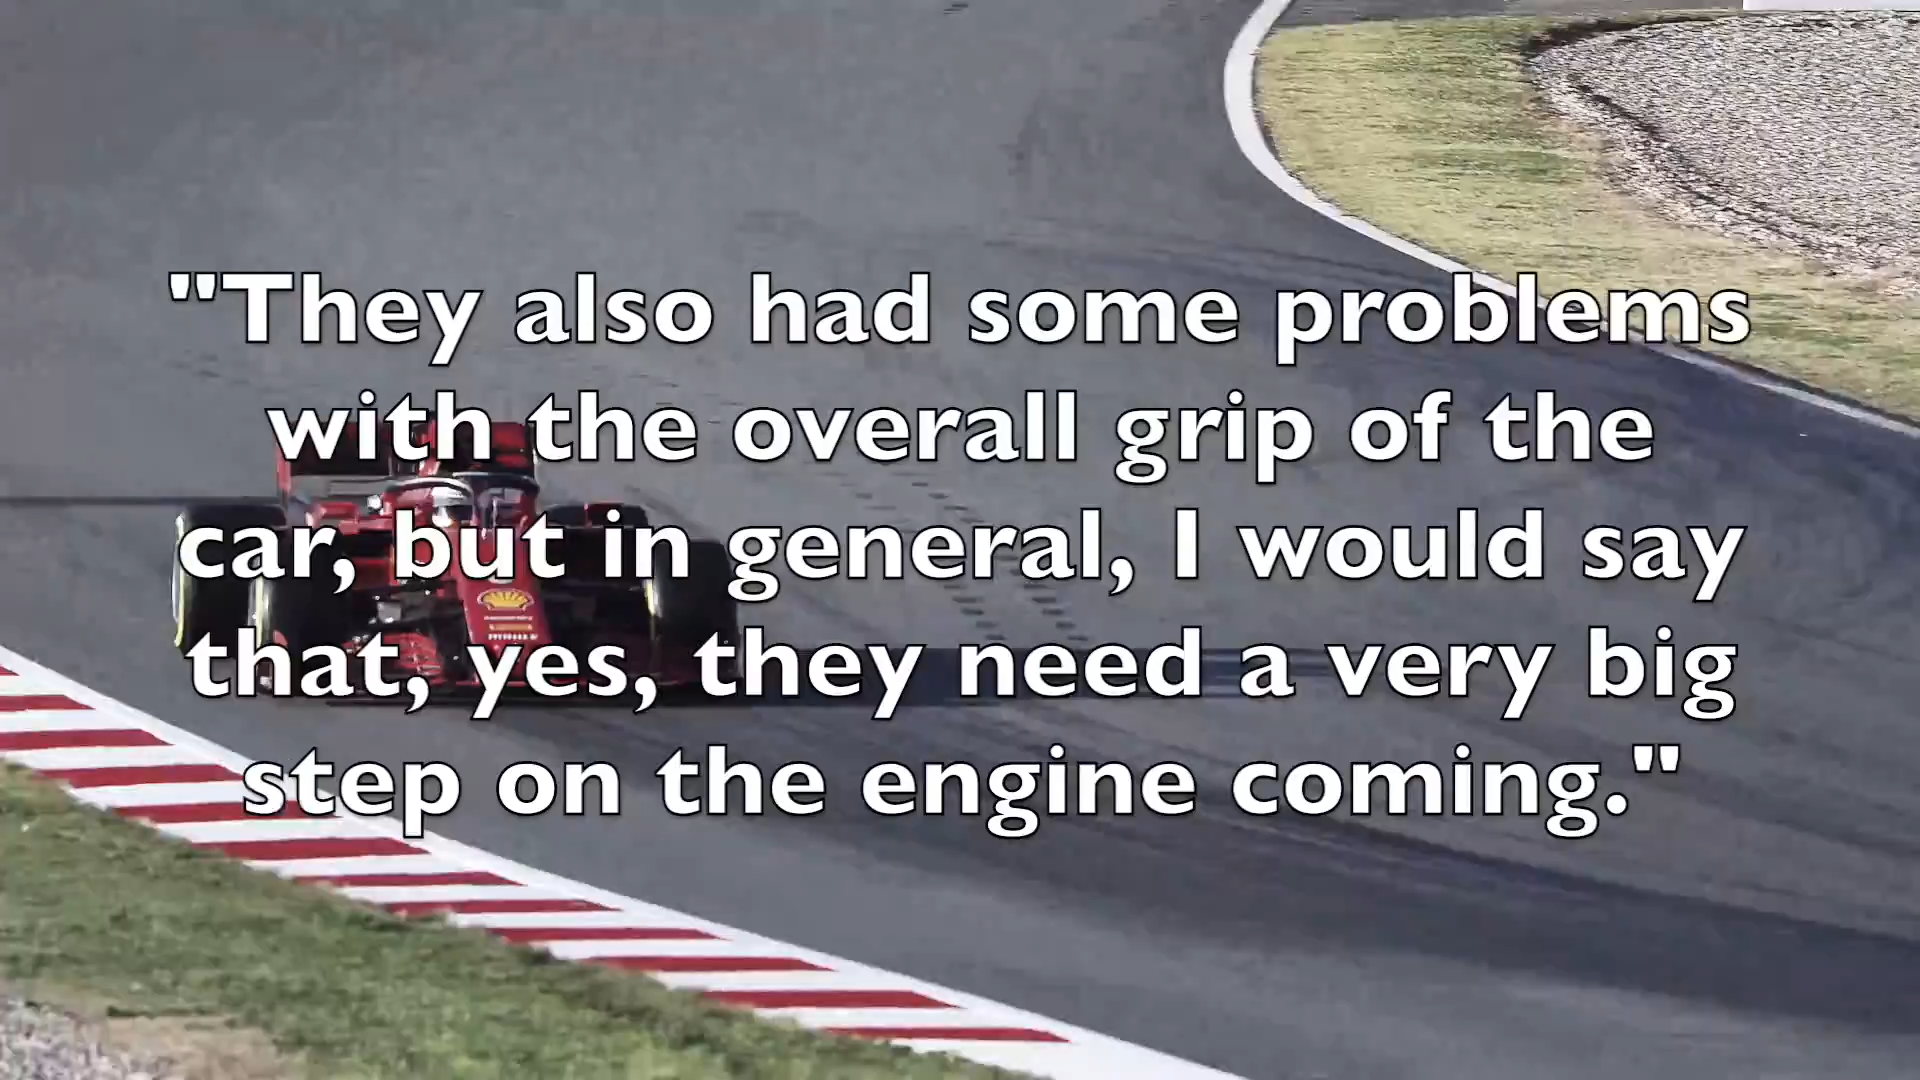 "They also had some problems
with the overall grip of the
car, but in general, I would say
that, yes, they need a very big
step on the engine coming."